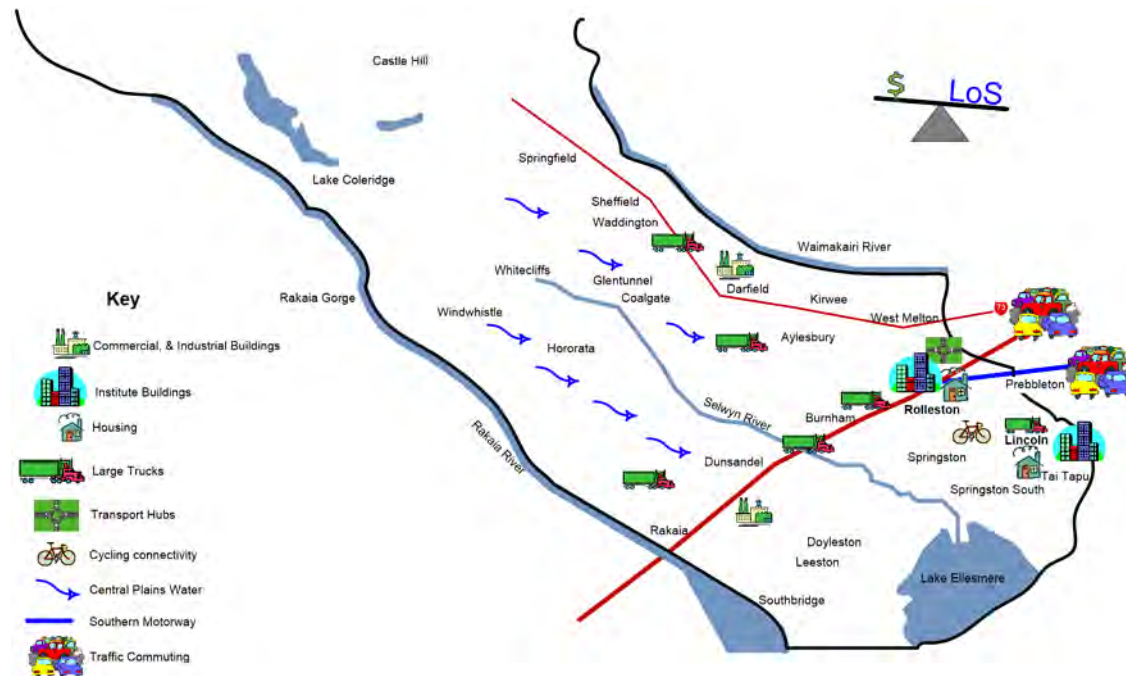 Castle Hill
$
LoS
Springfield
Lake Coleridge
Sheffield
Waddington
Waimakairi River
Whitecliffs
Glentunnel
Darfield
Key
Rakaia Gorge
Coalgate
Kirwee
73
Windwhistle
West Melton
Commercial, & Industrial Buildings
Hororata
Aylesbury
Institute Buildings
Prebbleton
Rolleston
Housing
Selwyn River
Burnham
Rakaia River
Lincoln
Large Trucks
Dunsandel
Springston
Tai Tapu
Springston South
Transport Hubs
Rakaia
Doyleston
Cycling connectivity
Leeston
Lake Ellesmere
Central Plains Water
Southbridge
Southern Motorway
Traffic Commuting